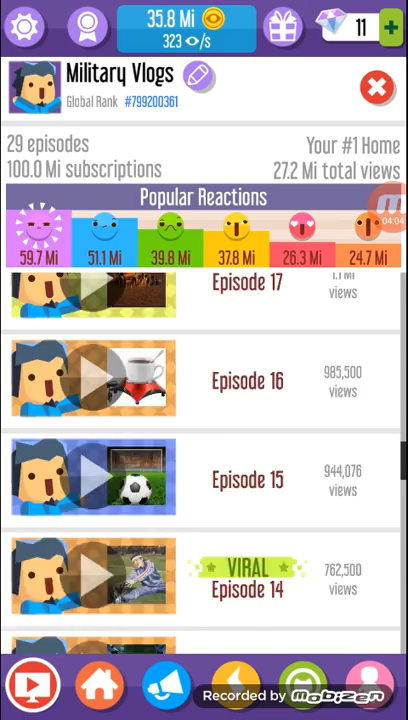 35.8 Mi
323 /s
11
+
Military Vlogs
Global Rank #799200361
29 episodes
Your #1 Home
100.0 Mi subscriptions
27.2 Mi total views
Popular Reactions
04:04
59.7 Mi
51.1 Mi
39.8 Mi
37.8 Mi
26.3 Mi
24.7 Mi
Episode 17
1.1 Mi
views
Episode 16
985,500
views
Episode 15
944,076
views
VIRAL
Episode 14
762,500
views
Recorded by Mobizen